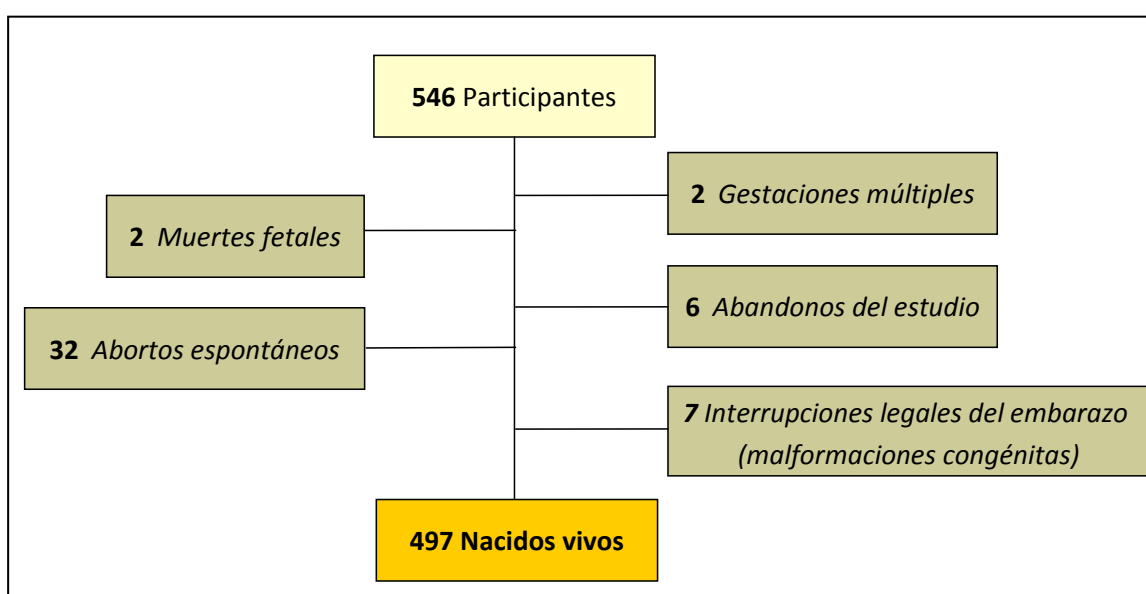 546 Participantes
2 Gestaciones múltiples
2 Muertes fetales
6 Abandonos del estudio
32 Abortos espontáneos
7 Interrupciones legales del embarazo
(malformaciones congénitas)
497 Nacidos vivos